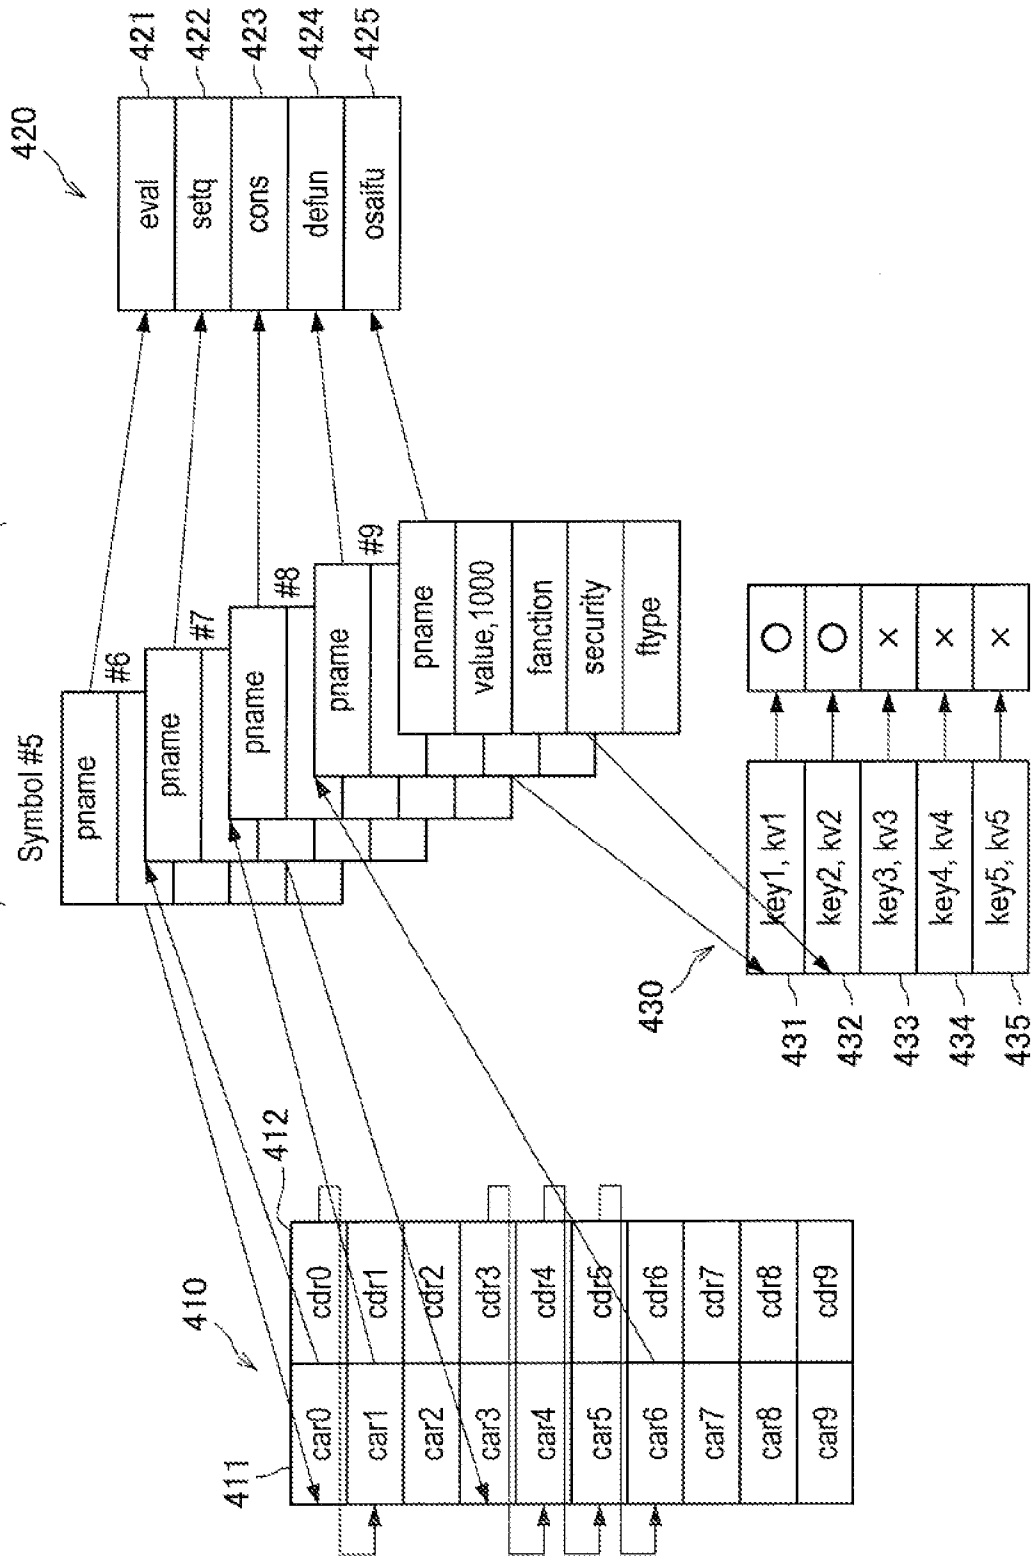 410
411
412
car0 cdr0
car1 cdr1
car2 cdr2
car3 cdr3
car4 cdr4
car5 cdr5
car6 cdr6
car7 cdr7
car8 cdr8
car9 cdr9
Symbol #5
pname
#6
pname
#7
pname
#8
pname
#9
pname
value,1000
fanction
security
ftype
420
eval 421
setq 422
cons 423
defun 424
osaifu 425
430
431 key1, kv1 ○
432 key2, kv2 ○
433 key3, kv3 ×
434 key4, kv4 ×
435 key5, kv5 ×